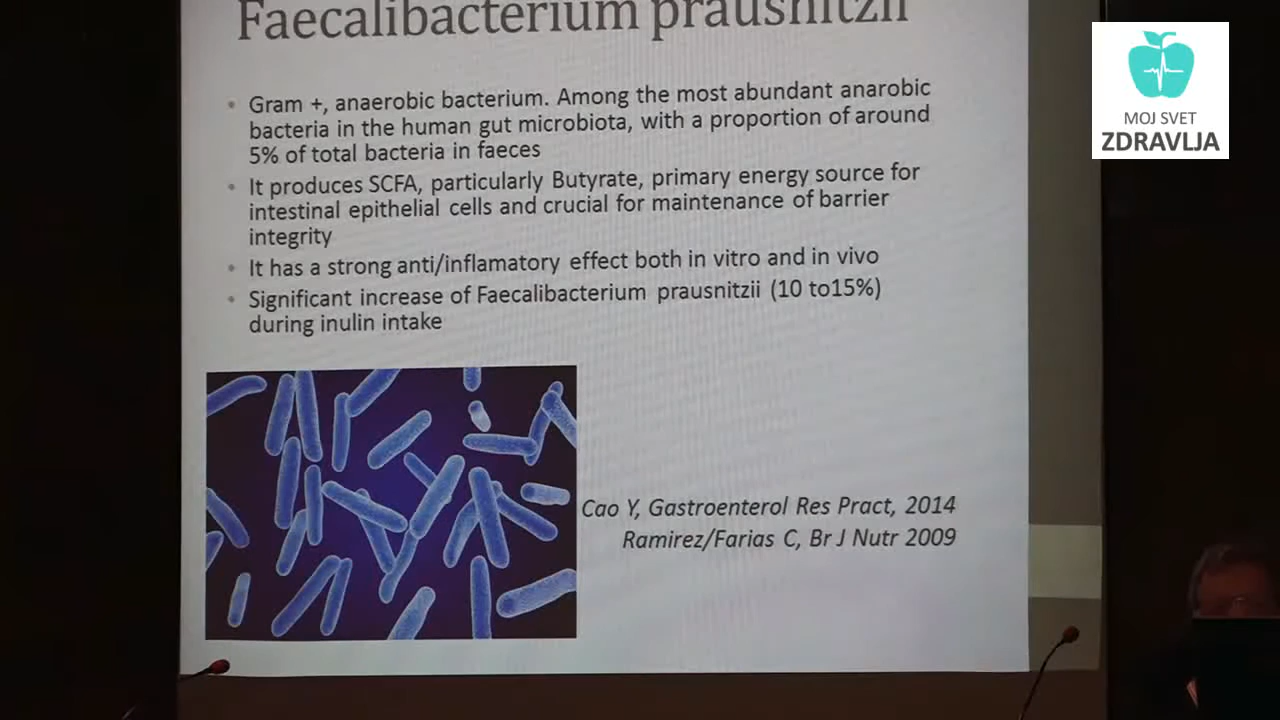 Faecalibacterium prausnitzii
• Gram +, anaerobic bacterium. Among the most abundant anarobic
bacteria in the human gut microbiota, with a proportion of around
5% of total bacteria in faeces
• It produces SCFA, particularly Butyrate, primary energy source for
intestinal epithelial cells and crucial for maintenance of barrier
integrity
• It has a strong anti/inflamatory effect both in vitro and in vivo
• Significant increase of Faecalibacterium prausnitzii (10 to15%)
during inulin intake
Cao Y, Gastroenterol Res Pract, 2014
Ramirez/Farias C, Br J Nutr 2009
MOJ SVET
ZDRAVLJA